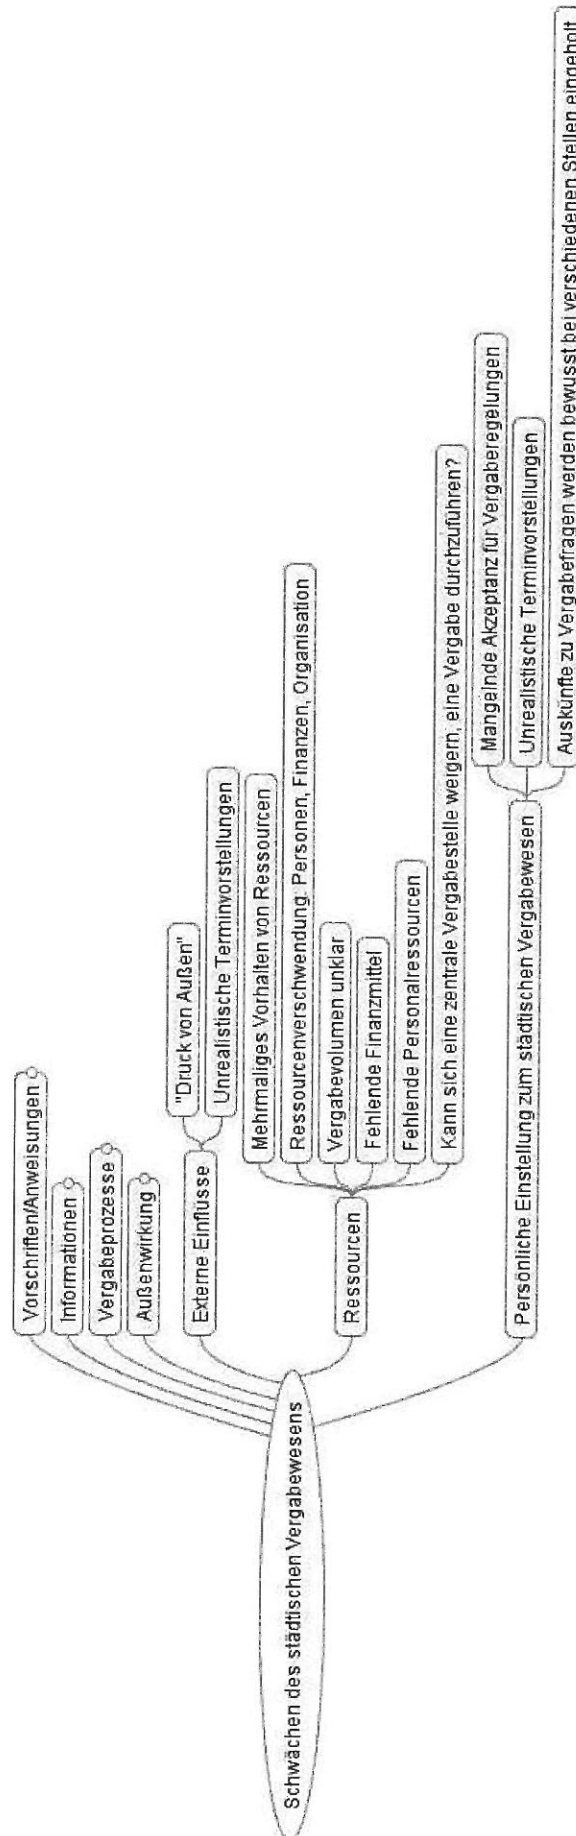 Schwächen des städtischen Vergabewesens
Vorschriften/Anweisungen
Informationen
Vergabeprozesse
Außenwirkung
Externe Einflüsse
"Druck von Außen"
Unrealistische Terminvorstellungen
Ressourcen
Mehrmaliges Vorhalten von Ressourcen
Ressourcenverschwendung: Personen, Finanzen, Organisation
Vergabevolumen unklar
Fehlende Finanzmittel
Fehlende Personalressourcen
Kann sich eine zentrale Vergabestelle weigern, eine Vergabe durchzuführen?
Persönliche Einstellung zum städtischen Vergabewesen
Mangelnde Akzeptanz für Vergaberegelungen
Unrealistische Terminvorstellungen
Auskünfte zu Vergabefragen werden bewusst bei verschiedenen Stellen eingeholt